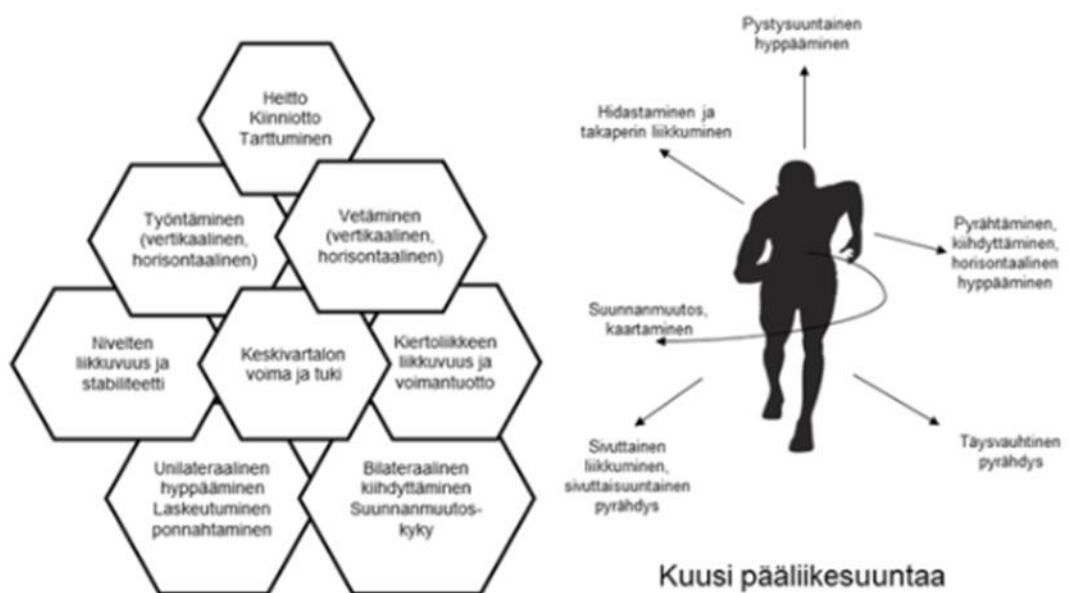 Heitto
Kiinniotto
Tarttuminen
Työntäminen
(vertikaalinen,
horisontaalinen)
Vetäminen
(vertikaalinen,
horisontaalinen)
Nivelten
liikkuvuus ja
stabiliteetti
Keskivartalon
voima ja tuki
Kiertoliikkeen
liikkuvuus ja
voimantuotto
Unilateraalinen
hyppääminen
Laskeutuminen
ponnahtaminen
Bilateraalinen
kiihdyttäminen
Suunnanmuutos-
kyky
Pystysuuntainen
hyppääminen
Hidastaminen ja
takaperin liikkuminen
Pyrähtäminen,
kiihdyttäminen,
horisontaalinen
hyppääminen
Suunnanmuutos,
kaartaminen
Sivuttainen
liikkuminen,
sivuttaisuuntainen
pyrähdys
Täysvauhtinen
pyrähdys
Kuusi pääliikesuuntaa